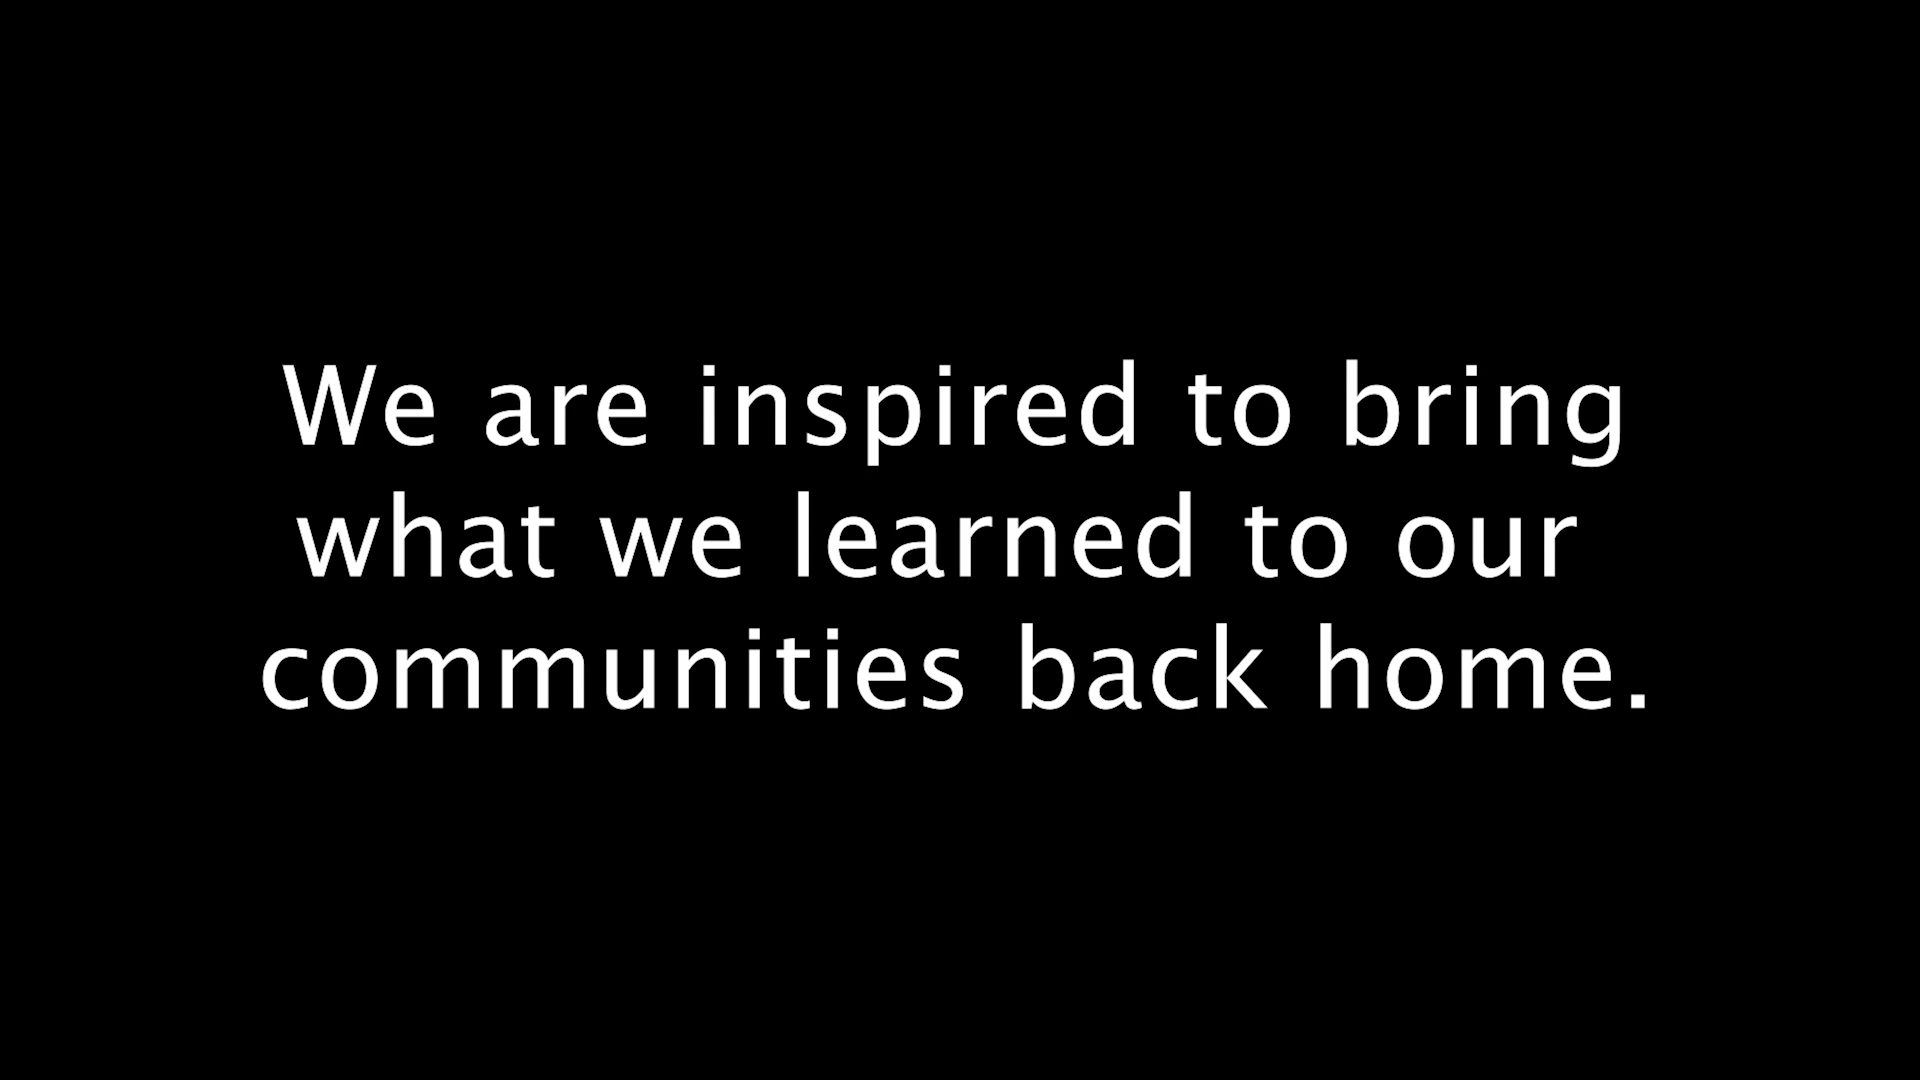 We are inspired to bring
what we learned to our
communities back home.